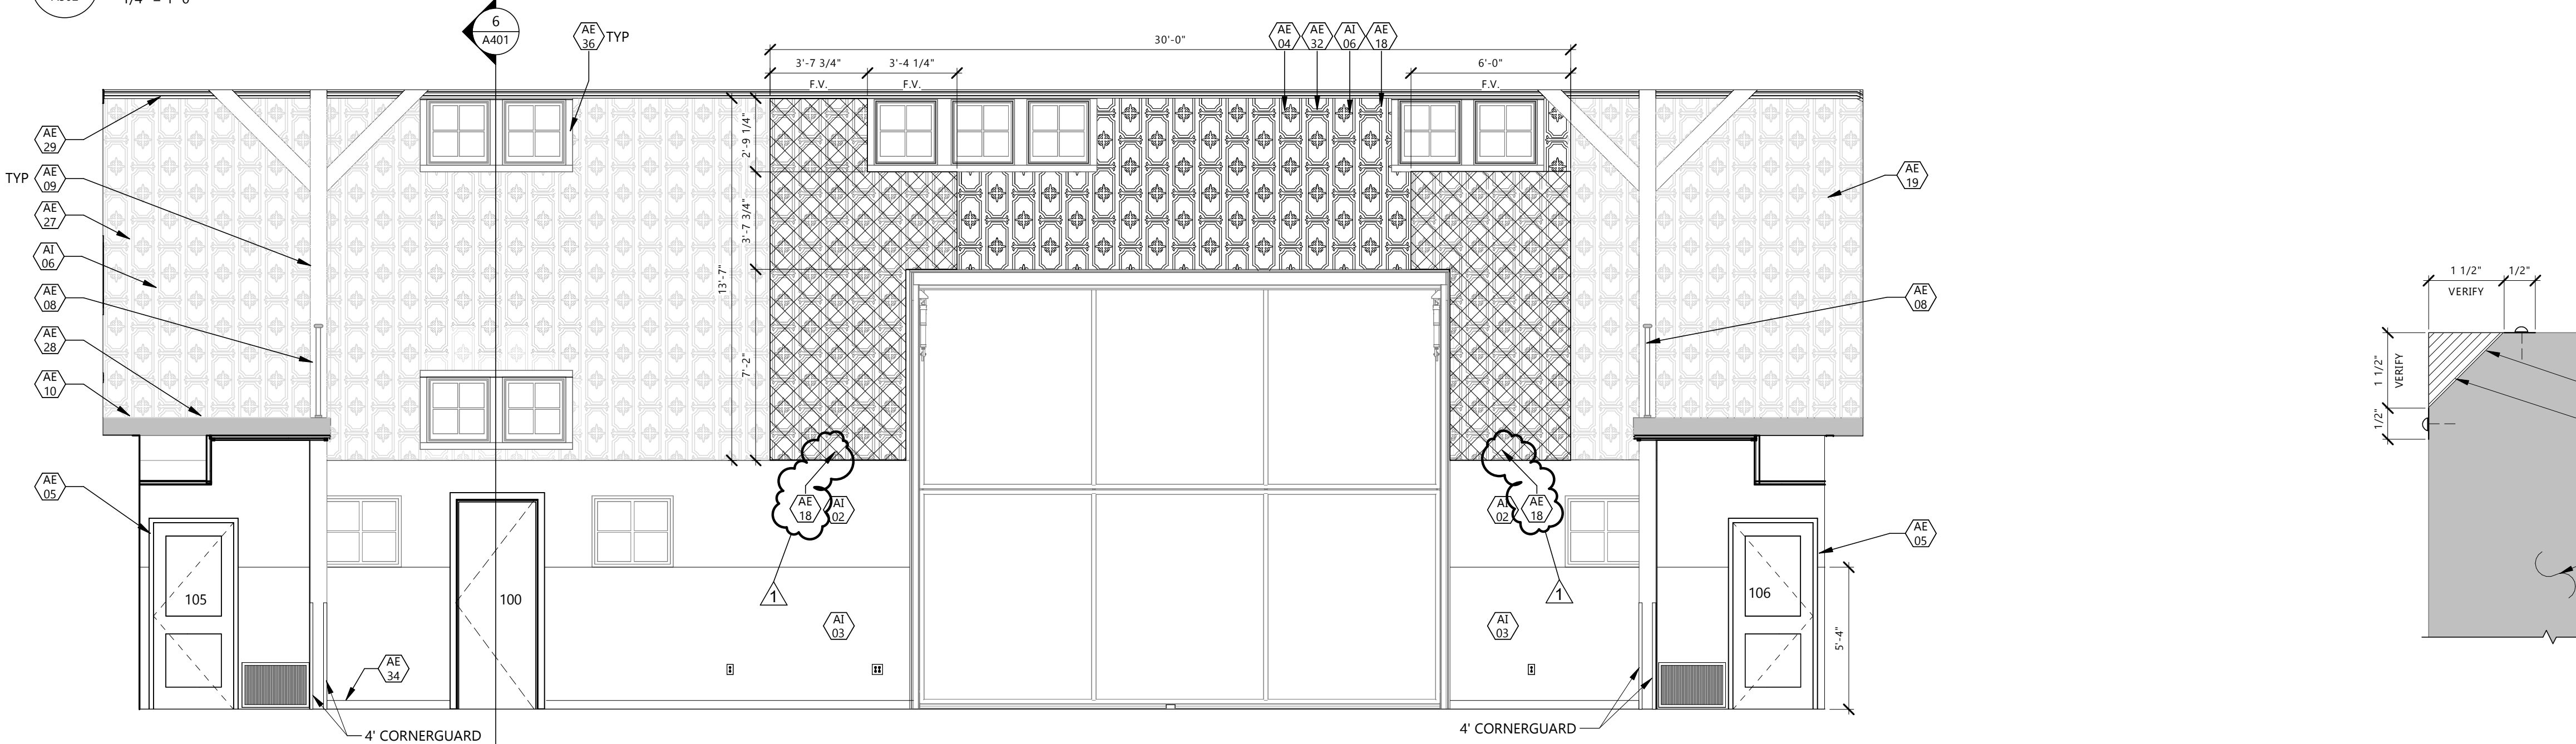 6
A401
AE
36
TYP
30'-0"
AE
04
AE
32
AI
06
AE
18
3'-7 3/4"
F.V.
3'-4 1/4"
F.V.
6'-0"
F.V.
AE
29
TYP
AE
09
AE
27
AI
06
AE
08
AE
28
AE
10
AE
05
2'-9 1/4"
3'-7 3/4"
13'-7"
7'-2"
AE
19
AE
08
1 1/2"
VERIFY
1/2"
1 1/2"
VERIFY
1/2"
AE
18
AI
02
AI
02
AE
18
AE
05
105
100
106
1
1
AI
03
AI
03
5'-4"
AE
34
4' CORNERGUARD
4' CORNERGUARD